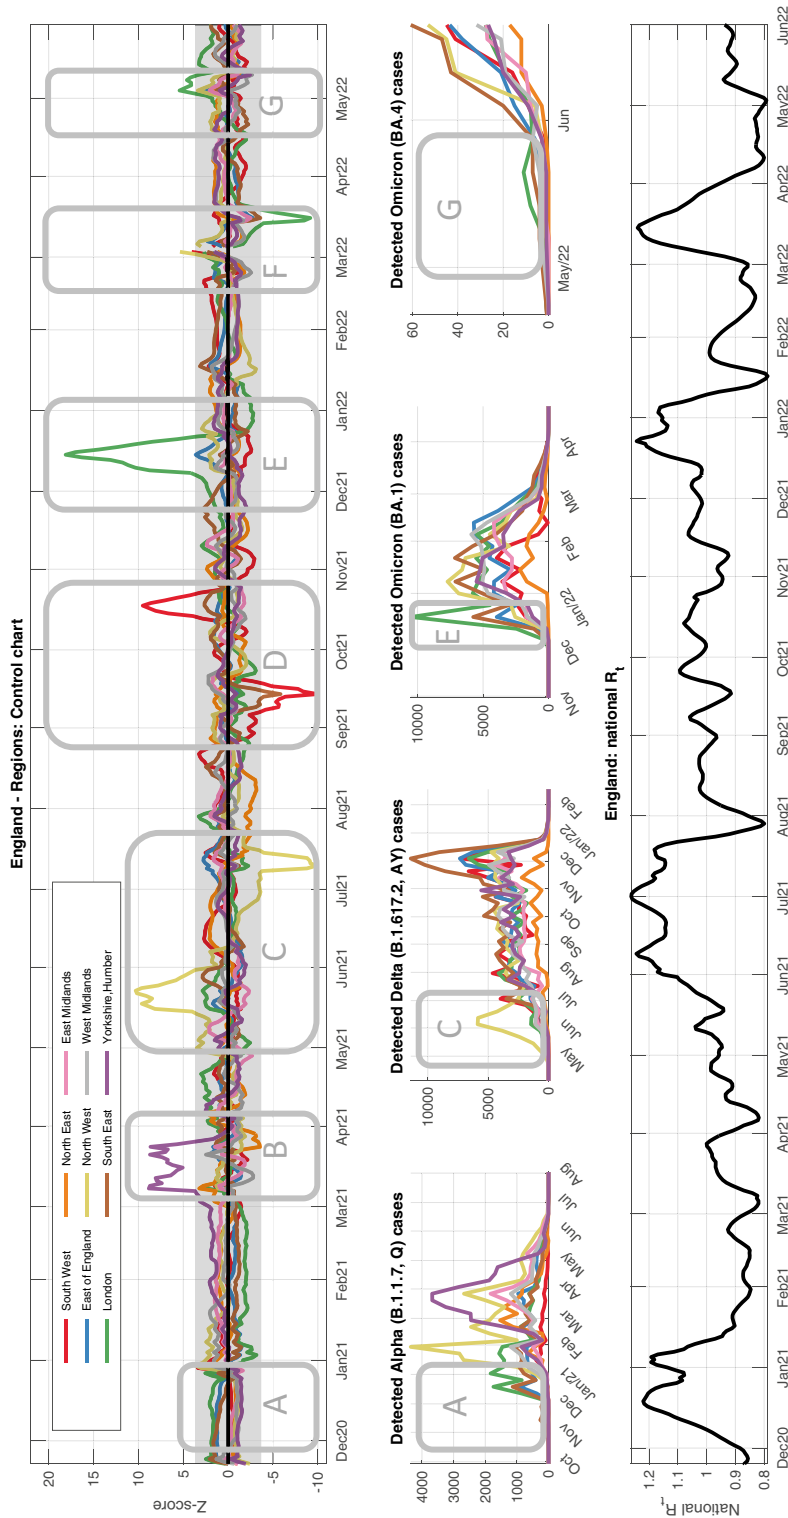 England - Regions: Control chart
Z-score
20
15
10
5
0
-5
-10
South West
East of England
London
North East
North West
South East
East Midlands
West Midlands
Yorkshire,Humber
A
B
C
D
E
F
G
Dec20
Jan21
Feb21
Mar21
Apr21
May21
Jun21
Jul21
Aug21
Sep21
Oct21
Nov21
Dec21
Jan22
Feb22
Mar22
Apr22
May22
Detected Alpha (B.1.1.7, Q) cases
4000
3000
2000
1000
0
A
Oct
Nov
Dec
Jan/21
Feb
Mar
Apr
May
Jun
Jul
Aug
Detected Delta (B.1.617.2, AY) cases
10000
5000
0
C
May
Jun
Jul
Aug
Sep
Oct
Nov
Dec
Jan/22
Feb
Detected Omicron (BA.1) cases
10000
5000
0
E
Nov
Dec
Jan/22
Feb
Mar
Apr
Detected Omicron (BA.4) cases
60
40
20
0
G
May/22
Jun
England: national Rt
National Rt
1.2
1.1
1
0.9
0.8
Dec20
Jan21
Feb21
Mar21
Apr21
May21
Jun21
Jul21
Aug21
Sep21
Oct21
Nov21
Dec21
Jan22
Feb22
Mar22
Apr22
May22
Jun22